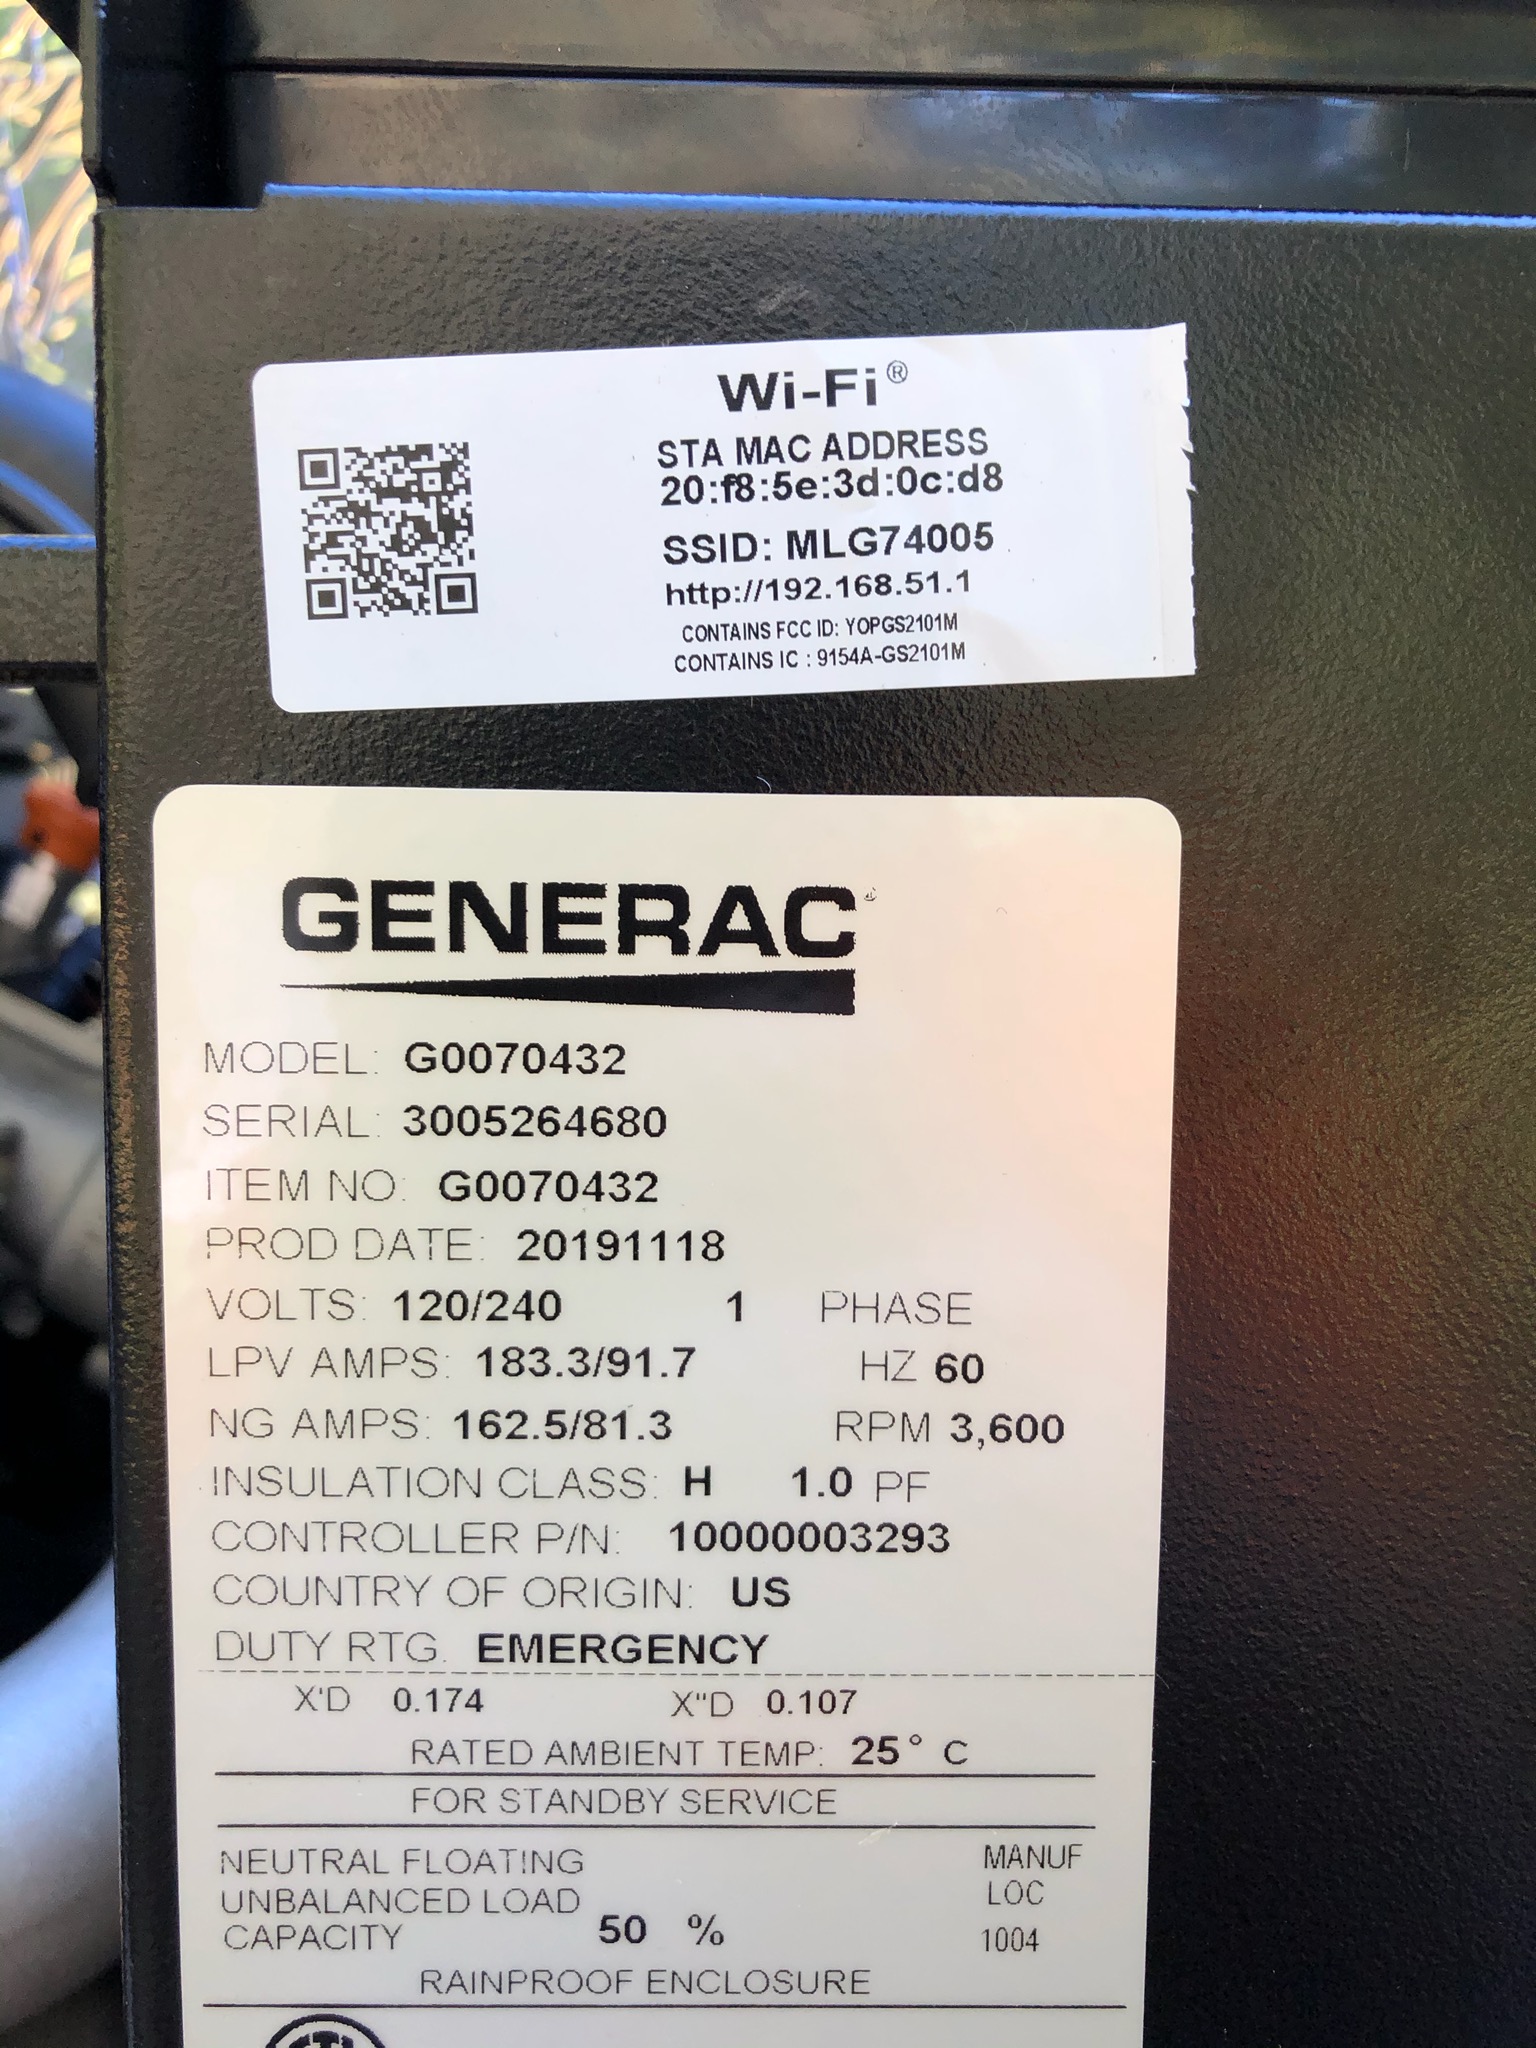 Wi-Fi®
STA MAC ADDRESS
20:f8:5e:3d:0c:d8
SSID: MLG74005
http://192.168.51.1
CONTAINS FCC ID: YOPGS2101M
CONTAINS IC : 9154A-GS2101M
GENERAC
MODEL: G0070432
SERIAL: 3005264680
ITEM NO: G0070432
PROD DATE: 20191118
VOLTS: 120/240 1 PHASE
LPV AMPS: 183.3/91.7 HZ 60
NG AMPS: 162.5/81.3 RPM 3,600
INSULATION CLASS: H 1.0 PF
CONTROLLER P/N: 10000003293
COUNTRY OF ORIGIN: US
DUTY RTG. EMERGENCY
X'D 0.174 X"D 0.107
RATED AMBIENT TEMP: 25° C
FOR STANDBY SERVICE
NEUTRAL FLOATING
UNBALANCED LOAD
CAPACITY 50 %
MANUF
LOC
1004
RAINPROOF ENCLOSURE